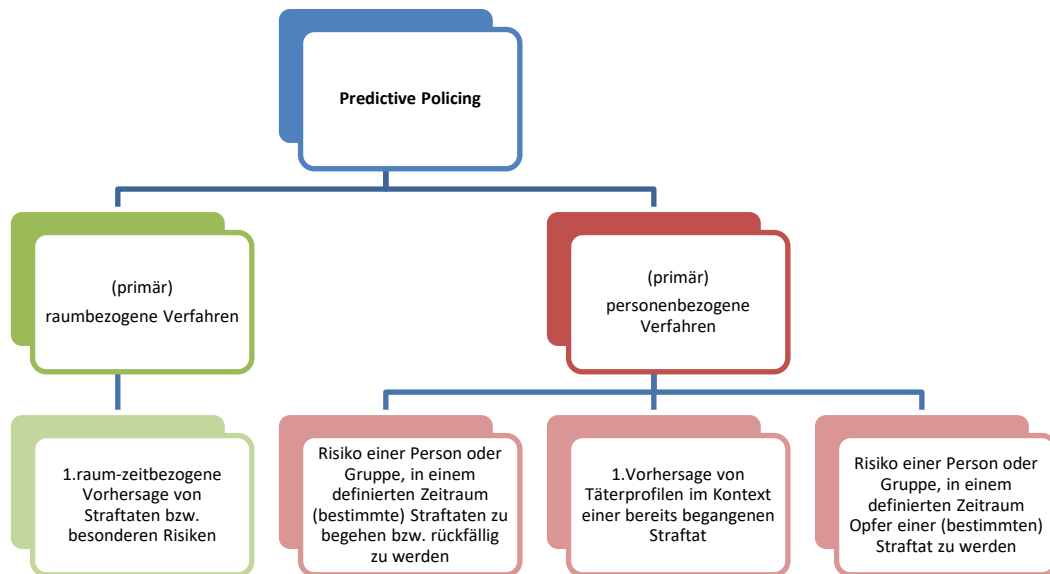 Predictive Policing
(primär)
raumbezogene Verfahren
(primär)
personenbezogene
Verfahren
1.raum-zeitbezogene
Vorhersage von
Straftaten bzw.
besonderen Risiken
Risiko einer Person oder
Gruppe, in einem
definierten Zeitraum
(bestimmte) Straftaten zu
begehen bzw. rückfällig
zu werden
1.Vorhersage von
Täterprofilen im Kontext
einer bereits begangenen
Straftat
Risiko einer Person oder
Gruppe, in einem
definierten Zeitraum
Opfer einer (bestimmten)
Straftat zu werden